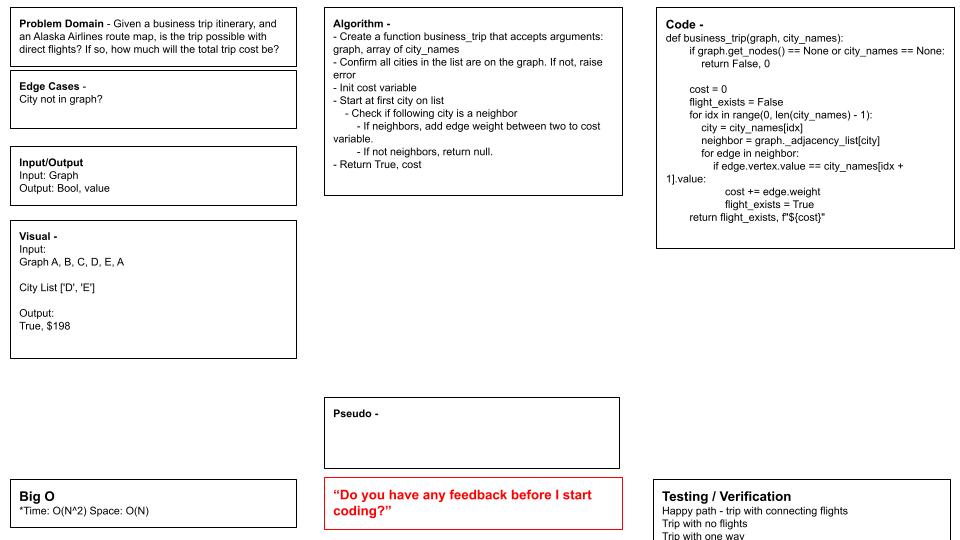 Problem Domain - Given a business trip itinerary, and
an Alaska Airlines route map, is the trip possible with
direct flights? If so, how much will the total trip cost be?
Edge Cases -
City not in graph?
Input/Output
Input: Graph
Output: Bool, value
Visual -
Input:
Graph A, B, C, D, E, A
City List ['D', 'E']
Output:
True, $198
Big O
*Time: O(N^2) Space: O(N)
Algorithm -
- Create a function business_trip that accepts arguments:
graph, array of city_names
- Confirm all cities in the list are on the graph. If not, raise
error
- Init cost variable
- Start at first city on list
- Check if following city is a neighbor
- If neighbors, add edge weight between two to cost
variable.
- If not neighbors, return null.
- Return True, cost
Pseudo -
“Do you have any feedback before I start
coding?”
Code -
def business_trip(graph, city_names):
if graph.get_nodes() == None or city_names == None:
return False, 0
cost = 0
flight_exists = False
for idx in range(0, len(city_names) - 1):
city = city_names[idx]
neighbor = graph._adjacency_list[city]
for edge in neighbor:
if edge.vertex.value == city_names[idx +
1].value:
cost += edge.weight
flight_exists = True
return flight_exists, f"${cost}"
Testing / Verification
Happy path - trip with connecting flights
Trip with no flights
Trip with one way